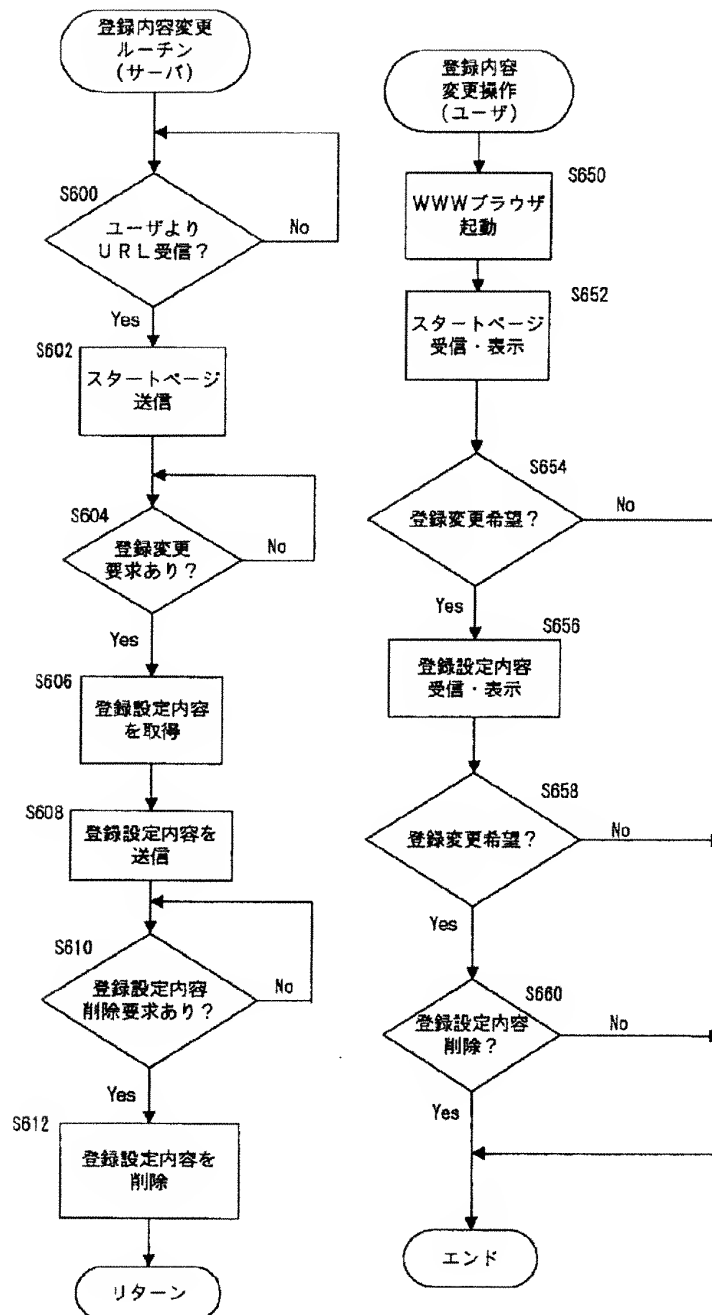 登録内容変更
ルーチン
(サーバ)
S600
ユーザより
URL受信?
No
Yes
S602
スタートページ
送信
S604
登録変更
要求あり?
No
Yes
S606
登録設定内容
を取得
S608
登録設定内容を
送信
S610
登録設定内容
削除要求あり?
No
Yes
S612
登録設定内容を
削除
リターン
登録内容
変更操作
(ユーザ)
S650
WWWブラウザ
起動
S652
スタートページ
受信・表示
S654
登録変更希望?
No
Yes
S656
登録設定内容
受信・表示
S658
登録変更希望?
No
Yes
S660
登録設定内容
削除?
No
Yes
エンド